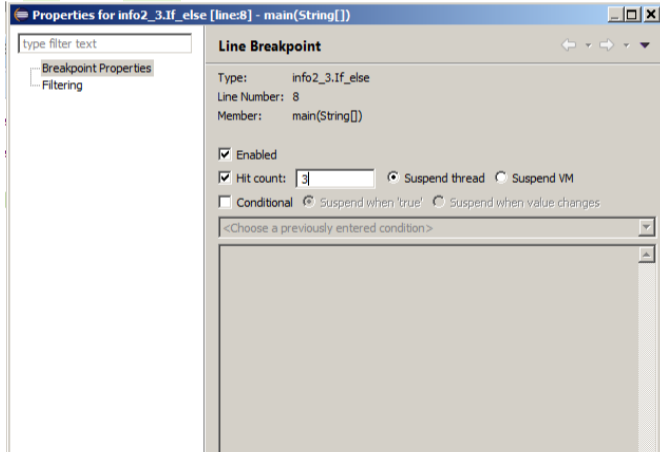 Properties for info2_3.If_else [line:8] - main(String[])
type filter text
Breakpoint Properties
Filtering
Line Breakpoint
Type: info2_3.If_else
Line Number: 8
Member: main(String[])
Enabled
Hit count: 3 Suspend thread Suspend VM
Conditional Suspend when 'true' Suspend when value changes
<Choose a previously entered condition>